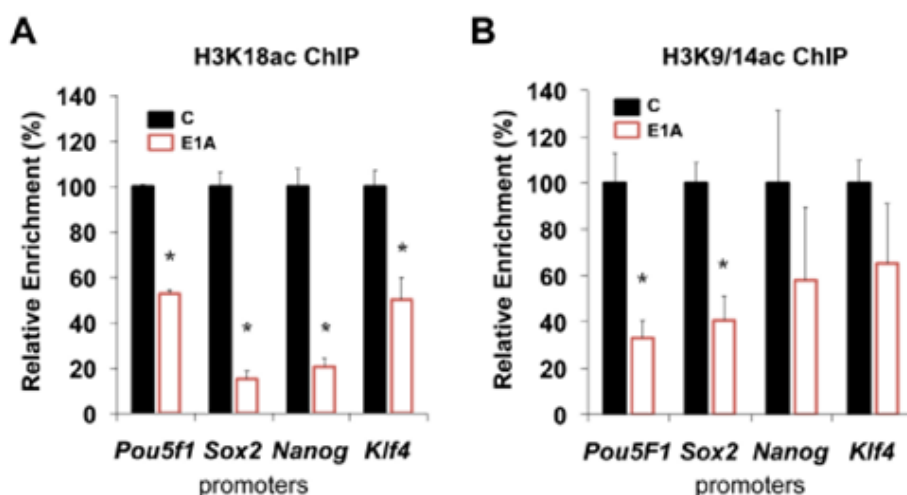 A
H3K18ac ChIP
Relative Enrichment (%)
140
120
100
80
60
40
20
0
C
E1A
*
*
*
*
Pou5f1 Sox2 Nanog Klf4
promoters
B
H3K9/14ac ChIP
Relative Enrichment (%)
140
120
100
80
60
40
20
0
C
E1A
*
*
Pou5F1 Sox2 Nanog Klf4
promoters